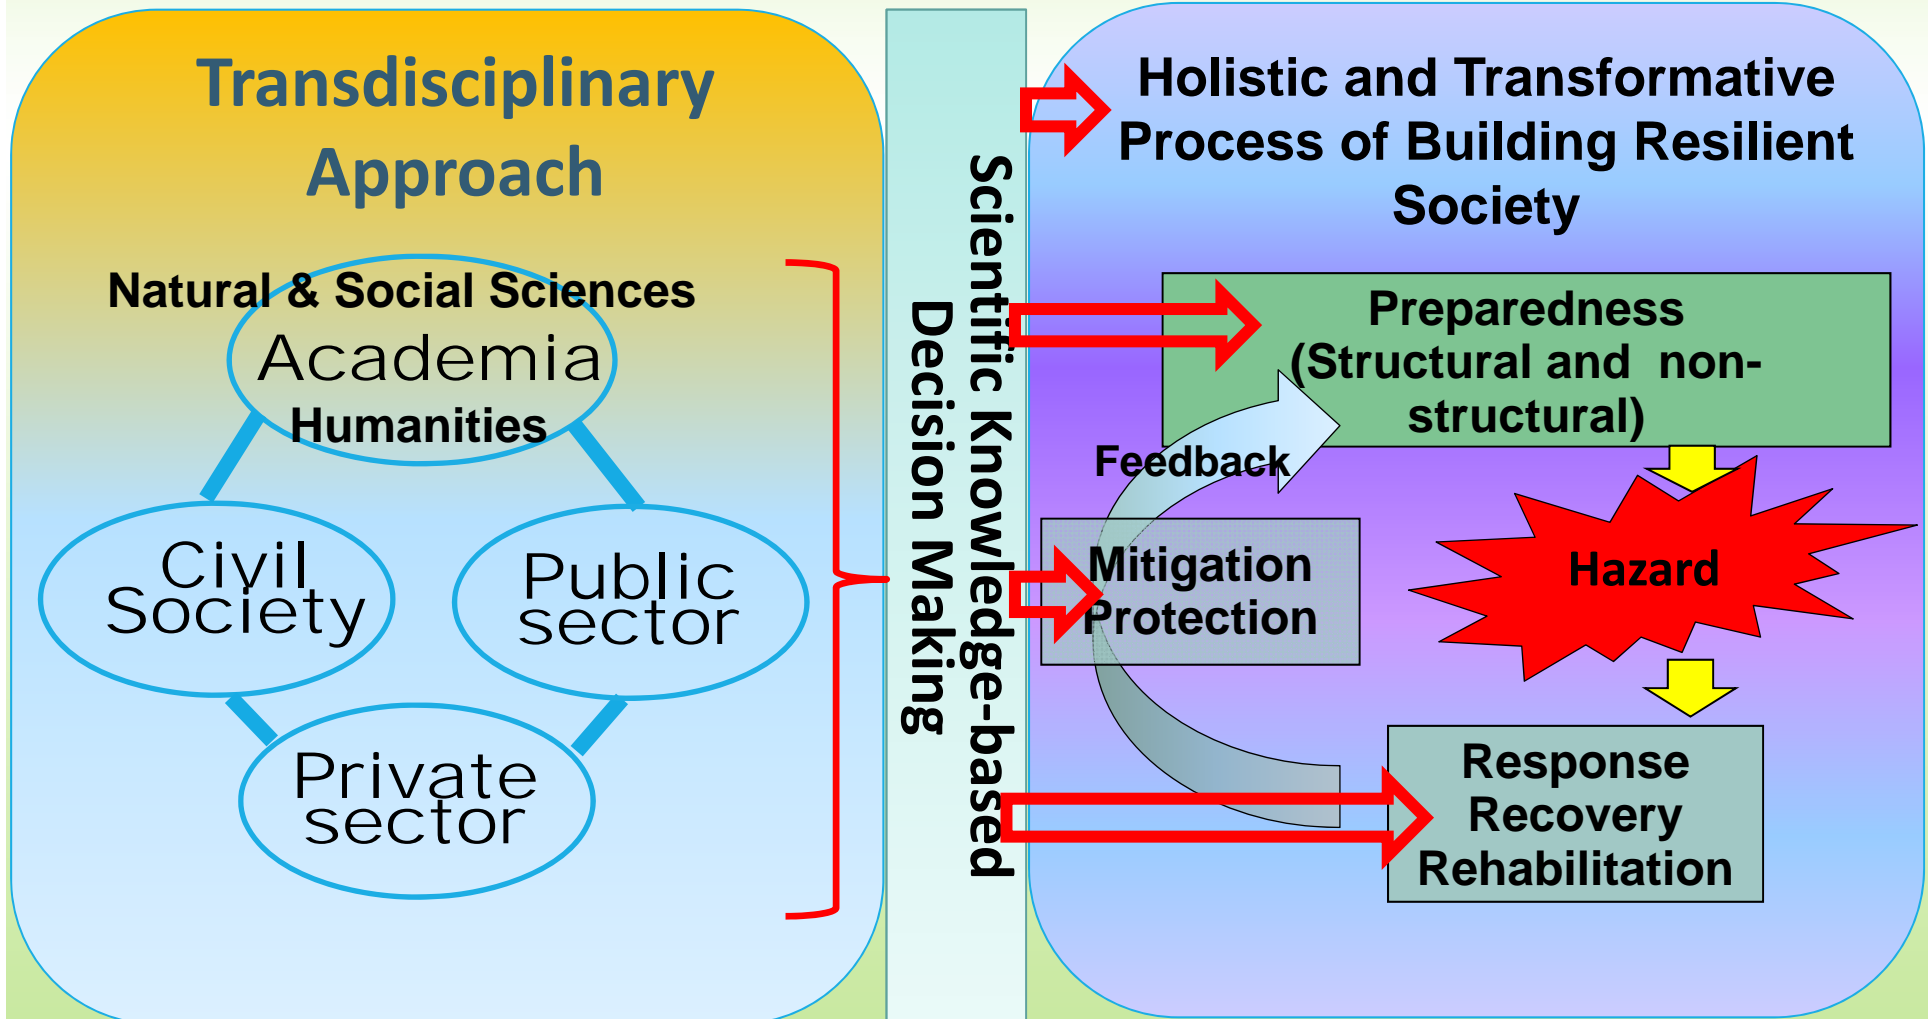 Transdisciplinary
Approach
Natural & Social Sciences
Academia
Humanities
Civil
Society
Public
sector
Private
sector
Scientific Knowledge-based
Decision Making
Holistic and Transformative
Process of Building Resilient
Society
Preparedness
(Structural and non-
structural)
Feedback
Mitigation
Protection
Hazard
Response
Recovery
Rehabilitation